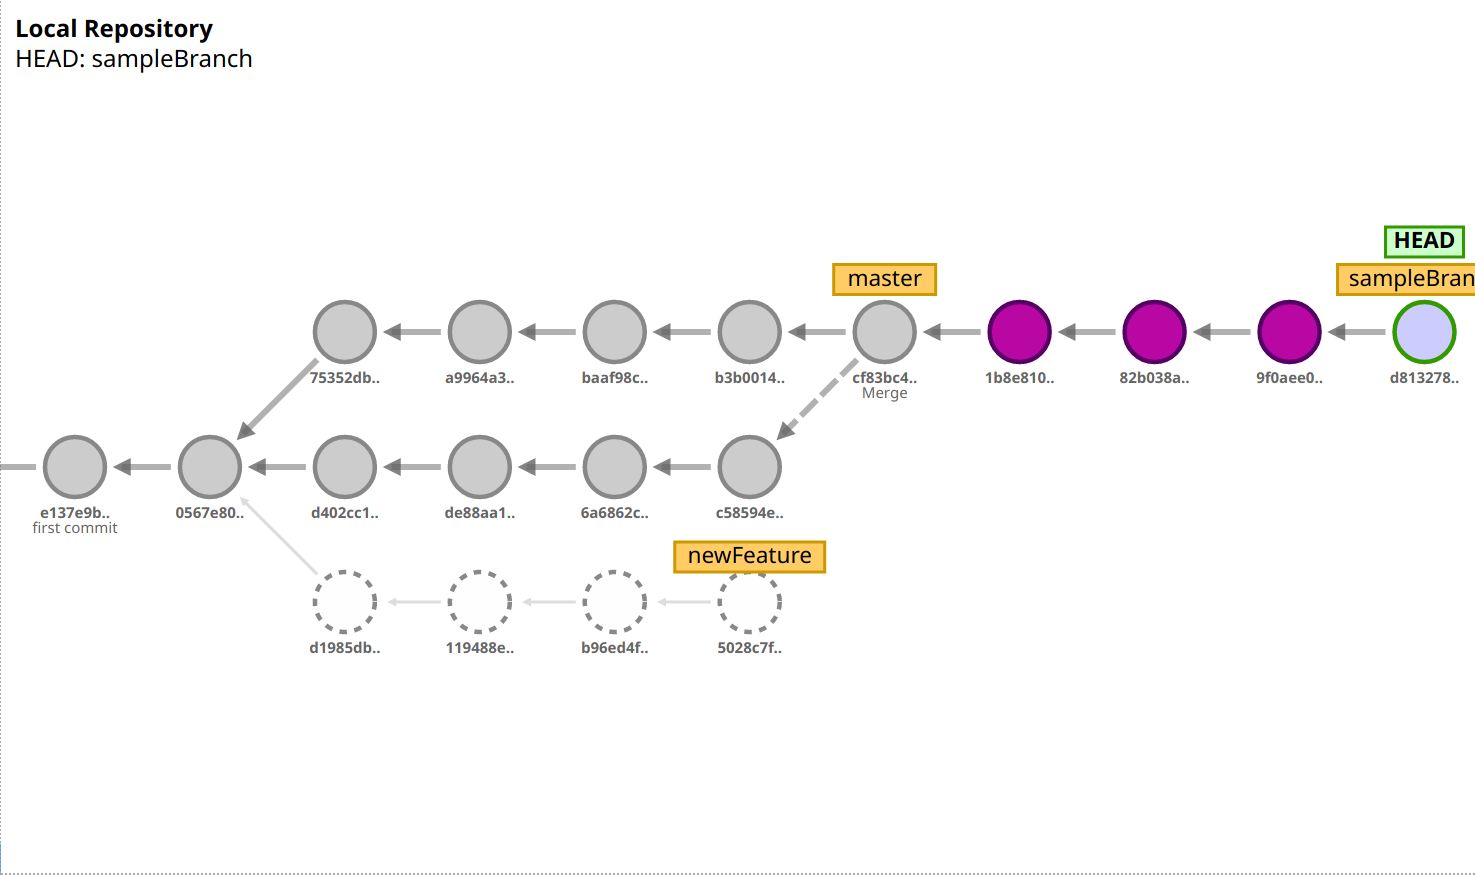 Local Repository
HEAD: sampleBranch
HEAD
master
sampleBran
75352db..
a9964a3..
baaf98c..
b3b0014..
cf83bc4..
Merge
1b8e810..
82b038a..
9f0aee0..
d813278..
e137e9b..
first commit
0567e80..
d402cc1..
de88aa1..
6a6862c..
c58594e..
newFeature
d1985db..
119488e..
b96ed4f..
5028c7f..